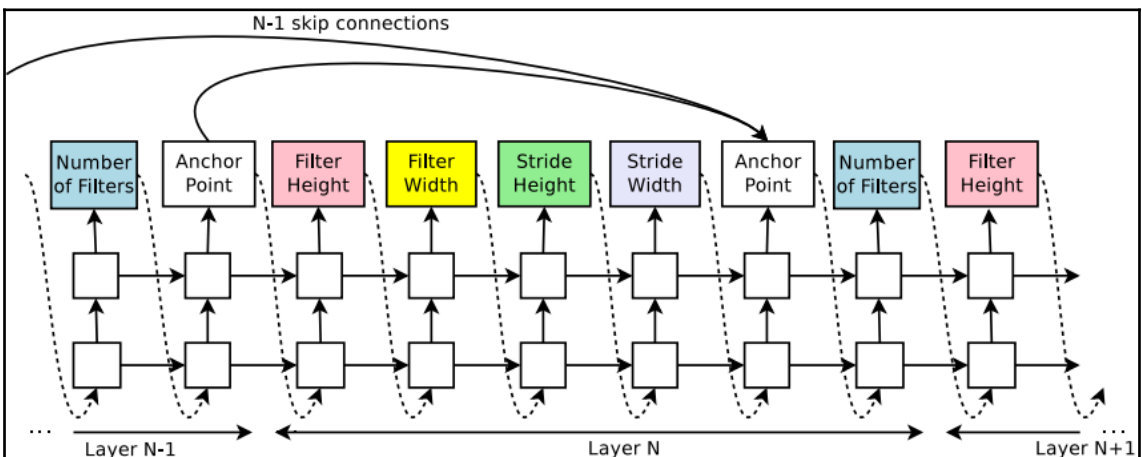 N-1 skip connections
Number
of Filters
Anchor
Point
Filter
Height
Filter
Width
Stride
Height
Stride
Width
Anchor
Point
Number
of Filters
Filter
Height
...
Layer N-1
Layer N
Layer N+1
...